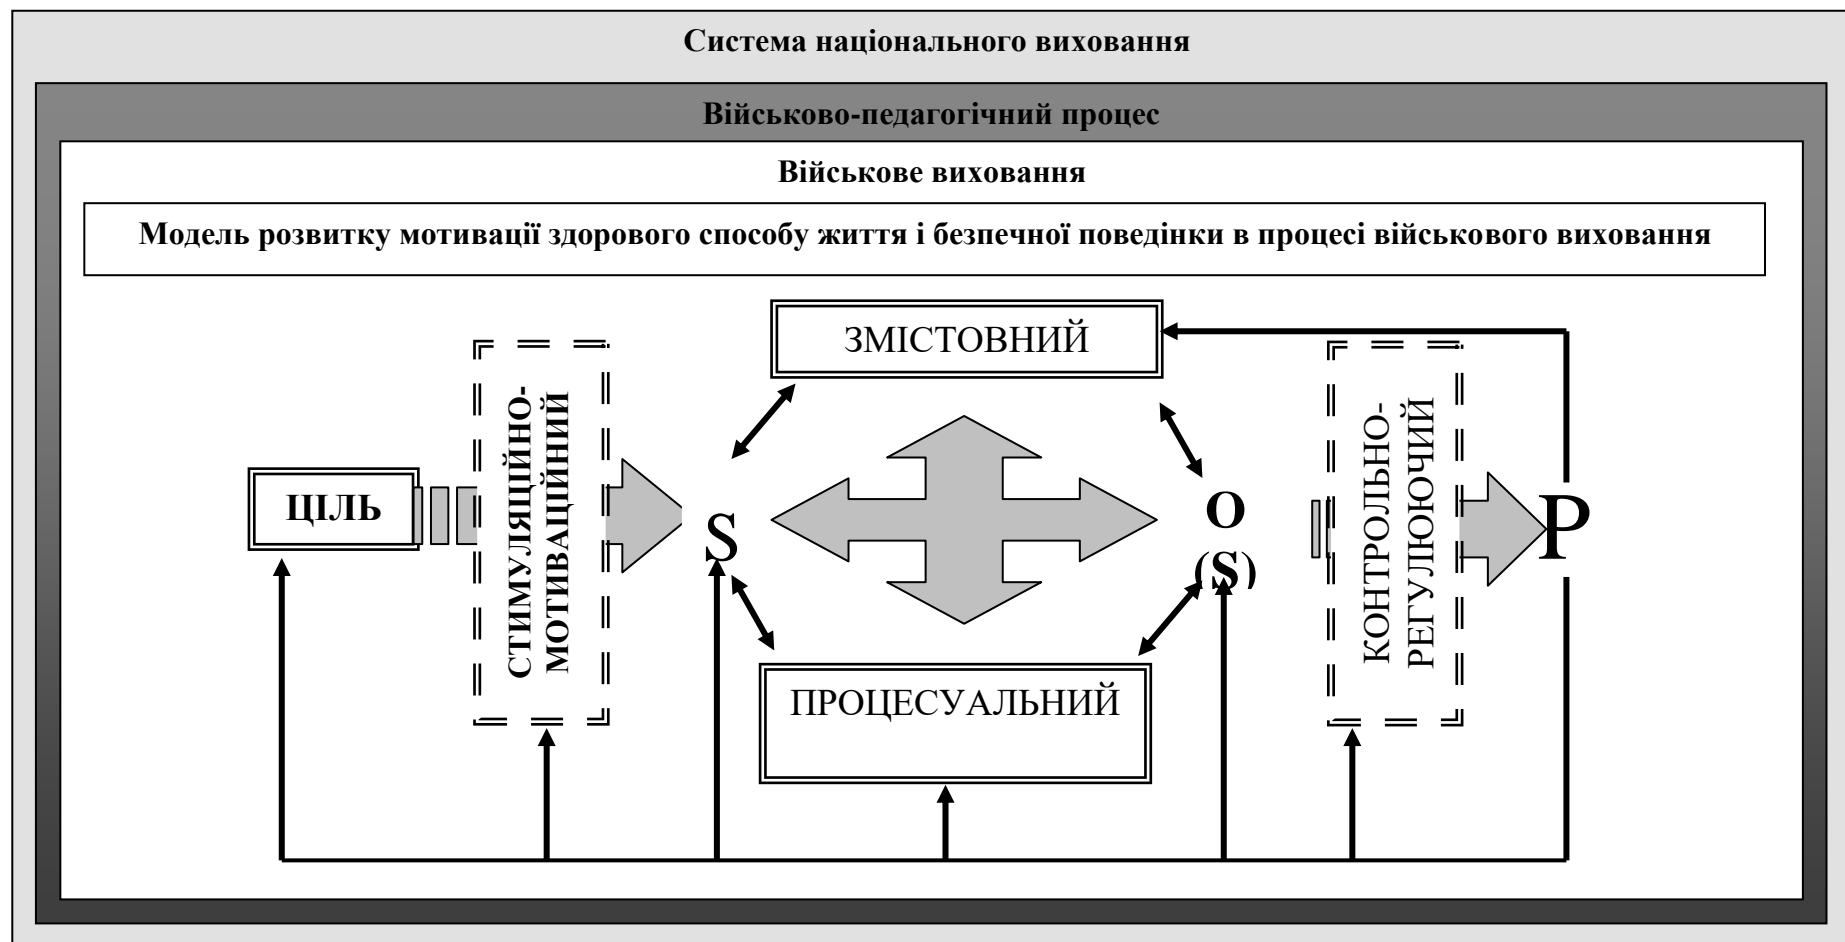 Система національного виховання
Військово-педагогічний процес
Військове виховання
Модель розвитку мотивації здорового способу життя і безпечної поведінки в процесі військового виховання
ЗМІСТОВНИЙ
СТИМУЛЯЦІЙНО-
МОТИВАЦІЙНИЙ
ЦІЛЬ
S
О
(S)
КОНТРОЛЬНО-
РЕГУЛЮЮЧИЙ
Р
ПРОЦЕСУАЛЬНИЙ